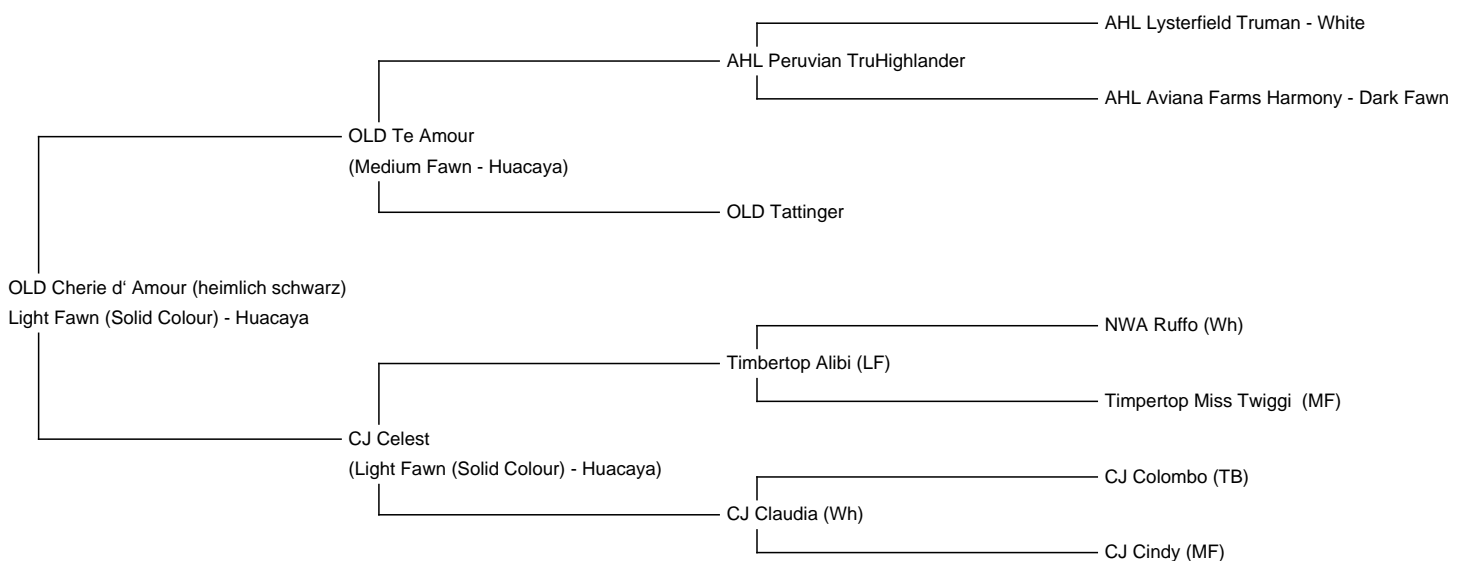 AHL Lysterfield Truman - White
AHL Peruvian TruHighlander
AHL Aviana Farms Harmony - Dark Fawn
OLD Te Amour
(Medium Fawn - Huacaya)
OLD Tattinger
OLD Cherie d‘ Amour (heimlich schwarz)
Light Fawn (Solid Colour) - Huacaya
NWA Ruffo (Wh)
Timbertop Alibi (LF)
Timpertop Miss Twiggi  (MF)
CJ Celest
(Light Fawn (Solid Colour) - Huacaya)
CJ Colombo (TB)
CJ Claudia (Wh)
CJ Cindy (MF)